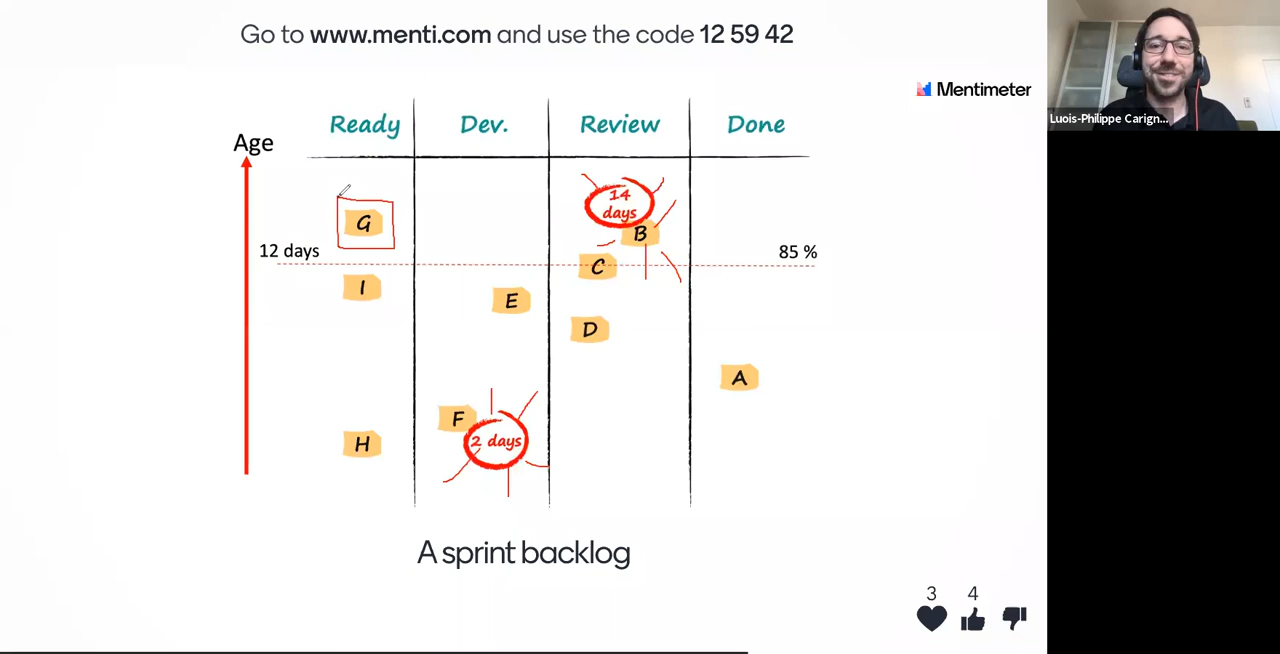 Go to www.menti.com and use the code 12 59 42
Mentimeter
Luois-Philippe Carign...
Ready
Dev.
Review
Done
Age
14
days
G
B
12 days
85 %
C
I
E
D
A
F
2 days
H
A sprint backlog
3
4